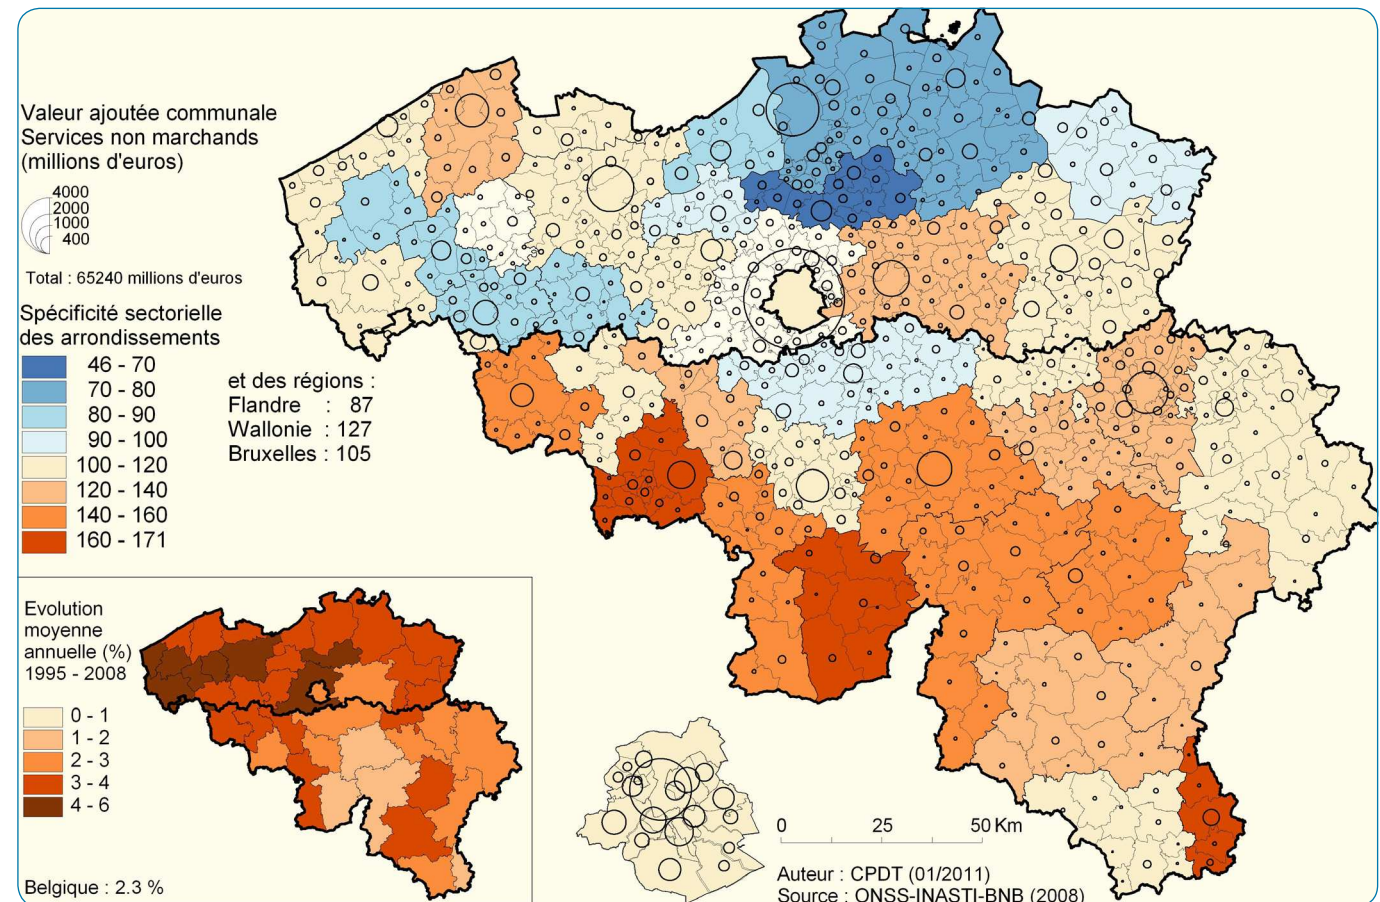 Valeur ajoutée communale
Services non marchands
(millions d'euros)
4000
2000
1000
400
Total : 65240 millions d'euros
Spécificité sectorielle
des arrondissements
46 - 70
70 - 80
80 - 90
90 - 100
100 - 120
120 - 140
140 - 160
160 - 171
et des régions :
Flandre : 87
Wallonie : 127
Bruxelles : 105
Evolution
moyenne
annuelle (%)
1995 - 2008
0 - 1
1 - 2
2 - 3
3 - 4
4 - 6
Belgique : 2.3 %
0 25 50 Km
Auteur : CPDT (01/2011)
Source : ONSS-INASTI-BNB (2008)